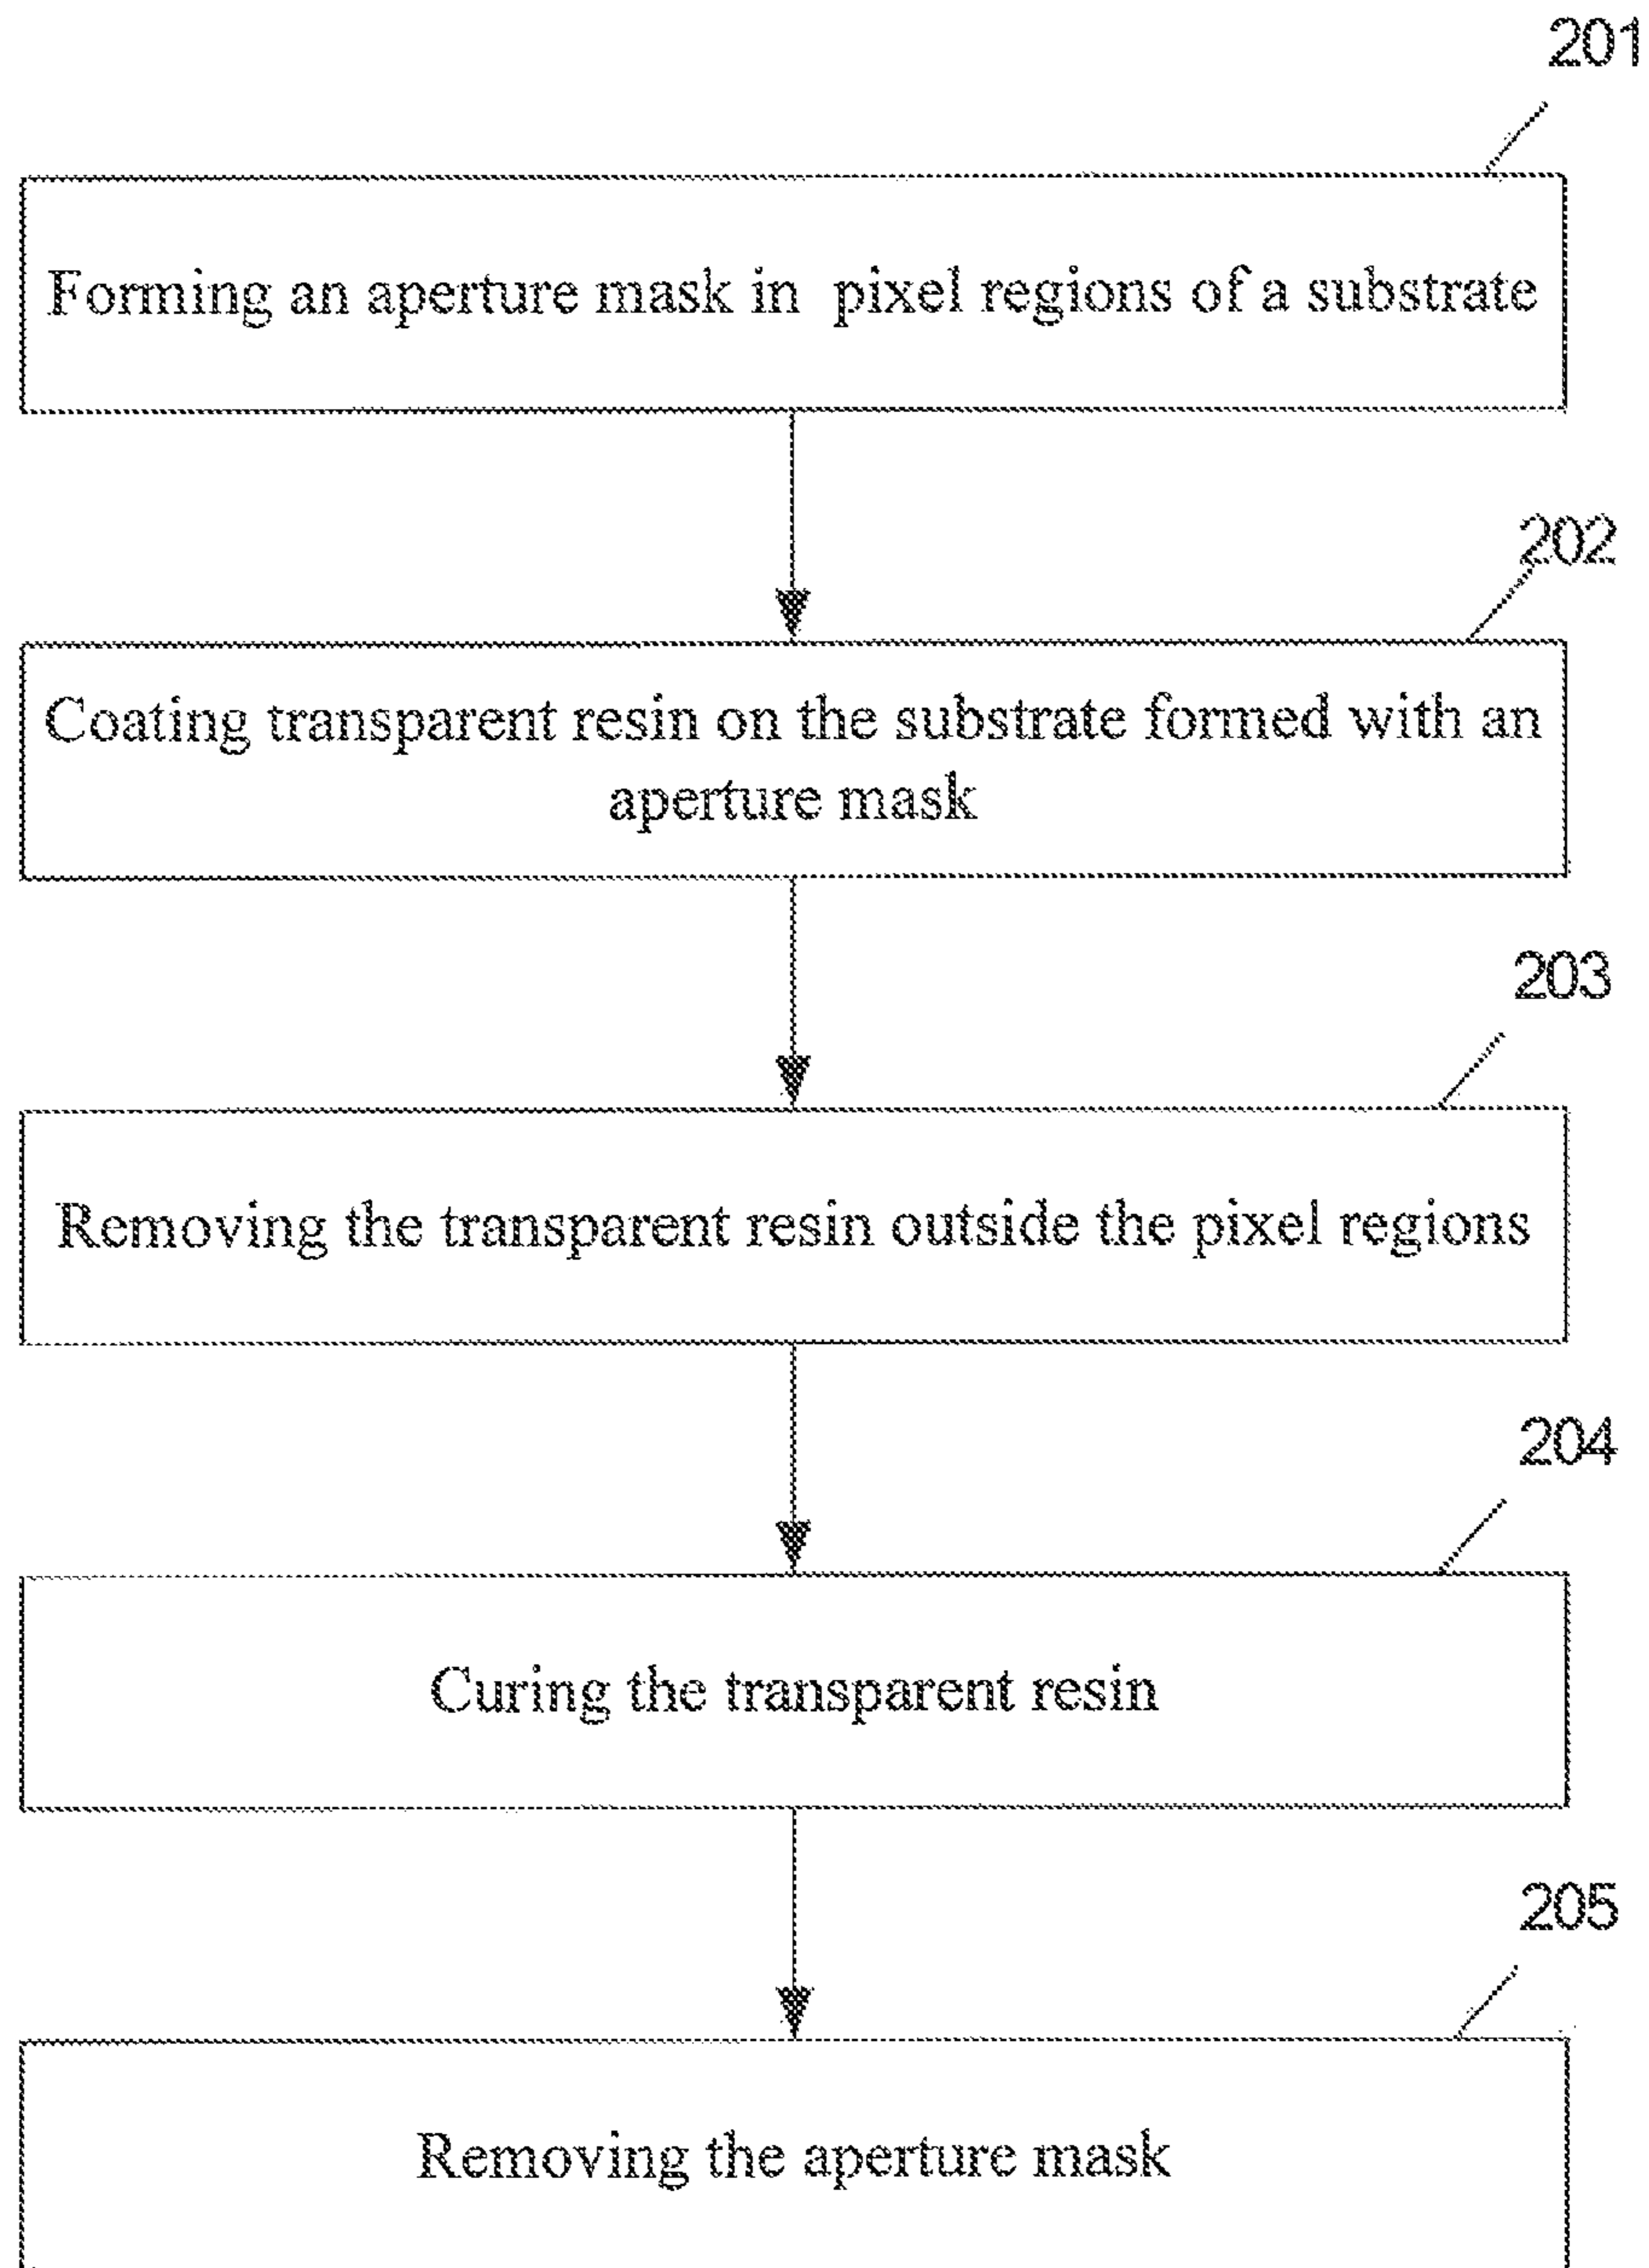 201
Forming an aperture mask in pixel regions of a substrate
202
Coating transparent resin on the substrate formed with an
aperture mask
203
Removing the transparent resin outside the pixel regions
204
Curing the transparent resin
205
Removing the aperture mask